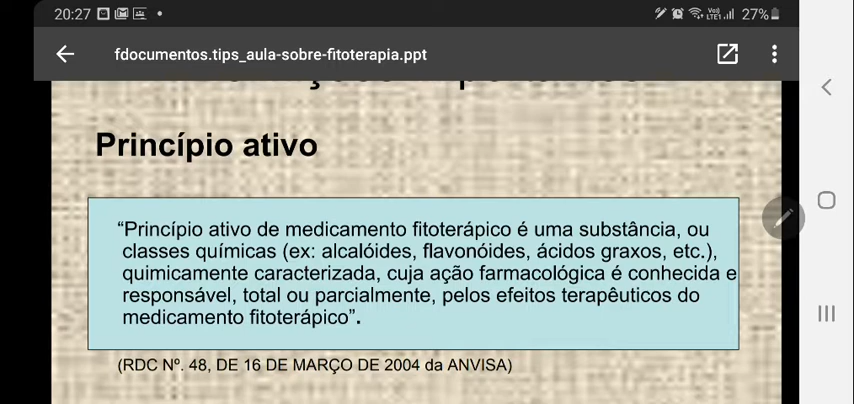 20:27
Vo)) LTE1 27%
fdocumentos.tips_aula-sobre-fitoterapia.ppt
Princípio ativo
“Princípio ativo de medicamento fitoterápico é uma substância, ou
classes químicas (ex: alcalóides, flavonóides, ácidos graxos, etc.),
quimicamente caracterizada, cuja ação farmacológica é conhecida e
responsável, total ou parcialmente, pelos efeitos terapêuticos do
medicamento fitoterápico”.
(RDC Nº. 48, DE 16 DE MARÇO DE 2004 da ANVISA)